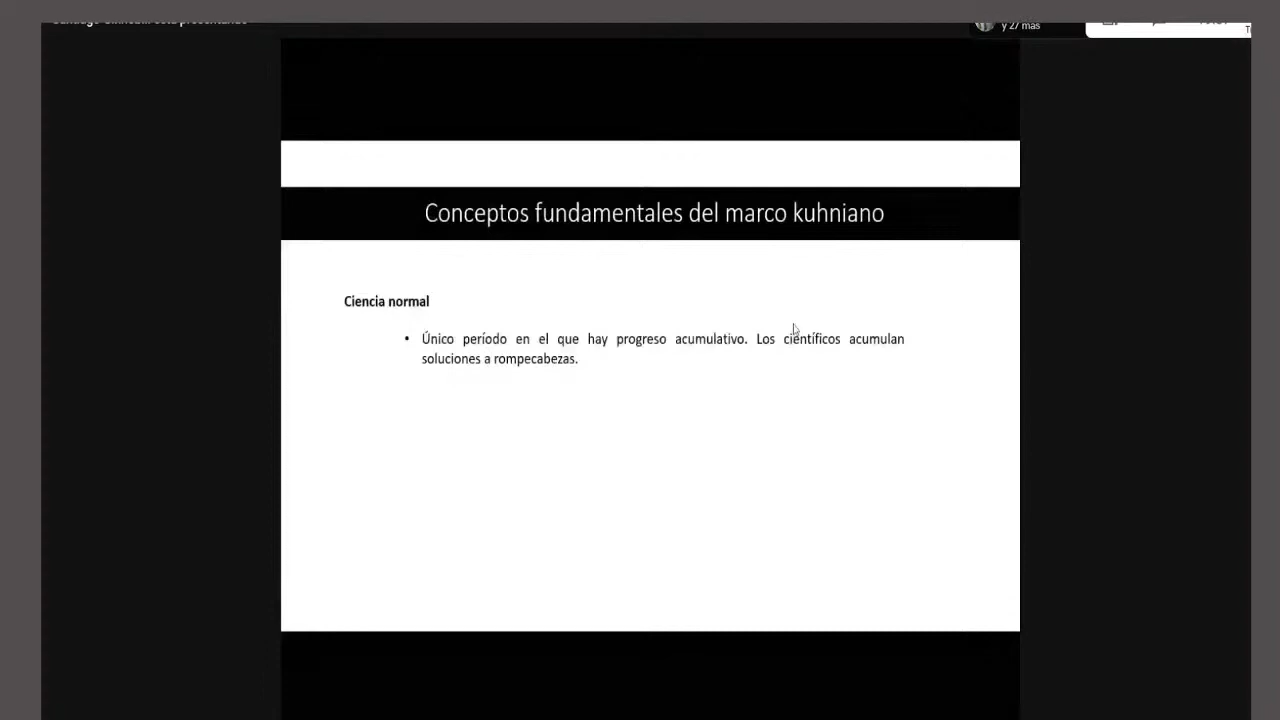 y 27 más
Conceptos fundamentales del marco kuhniano
Ciencia normal
• Único período en el que hay progreso acumulativo. Los científicos acumulan
soluciones a rompecabezas.